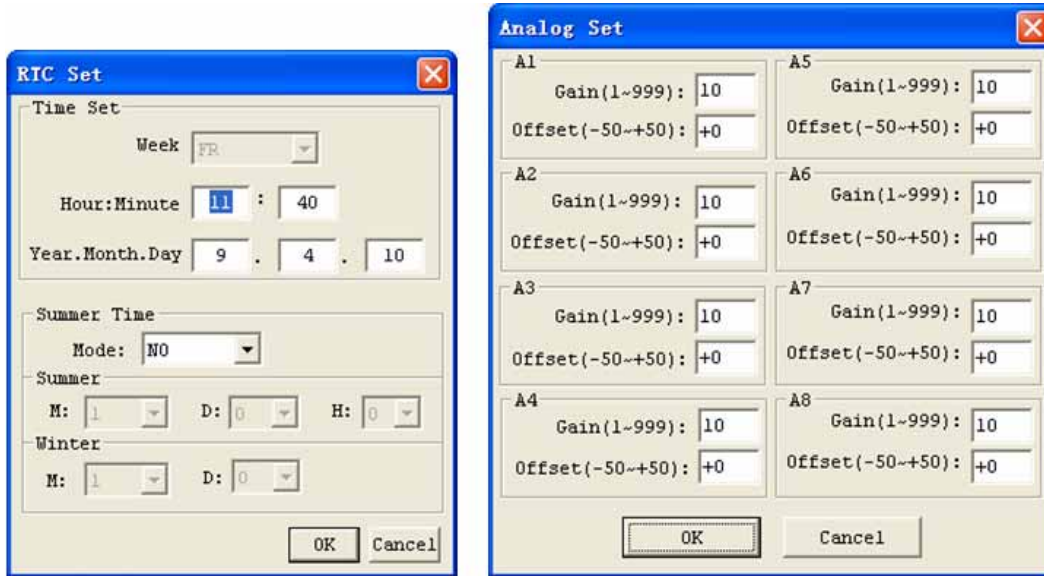 RTC Set
Time Set
Week FR
Hour:Minute 11 : 40
Year.Month.Day 9 . 4 . 10
Summer Time
Mode: NO
Summer
M: 1 D: 0 H: 0
Winter
M: 1 D: 0
OK Cancel
Analog Set
A1
Gain(1~999): 10
Offset(-50~+50): +0
A2
Gain(1~999): 10
Offset(-50~+50): +0
A3
Gain(1~999): 10
Offset(-50~+50): +0
A4
Gain(1~999): 10
Offset(-50~+50): +0
A5
Gain(1~999): 10
Offset(-50~+50): +0
A6
Gain(1~999): 10
Offset(-50~+50): +0
A7
Gain(1~999): 10
Offset(-50~+50): +0
A8
Gain(1~999): 10
Offset(-50~+50): +0
OK Cancel